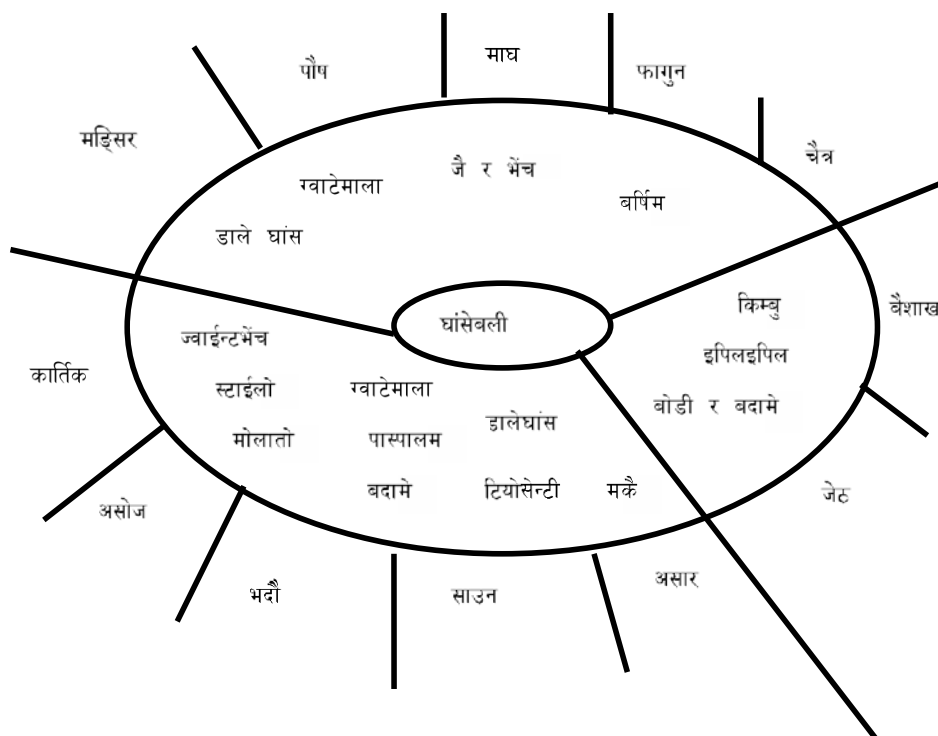 माघ
पौष
फागुन
मङ्सिर
चैत्र
जै र भेंच
ग्वाटेमाला
बर्षिम
डाले घांस
किम्बु
बैशाख
घांसेबली
ज्वाईन्टभेंच
इपिलइपिल
कार्तिक
स्टाईलो
ग्वाटेमाला
बोडी र बदामे
डालेघांस
मोलातो
पास्पालम
बदामे
टियोसेन्टी
मकै
जेठ
असोज
असार
भदौ
साउन